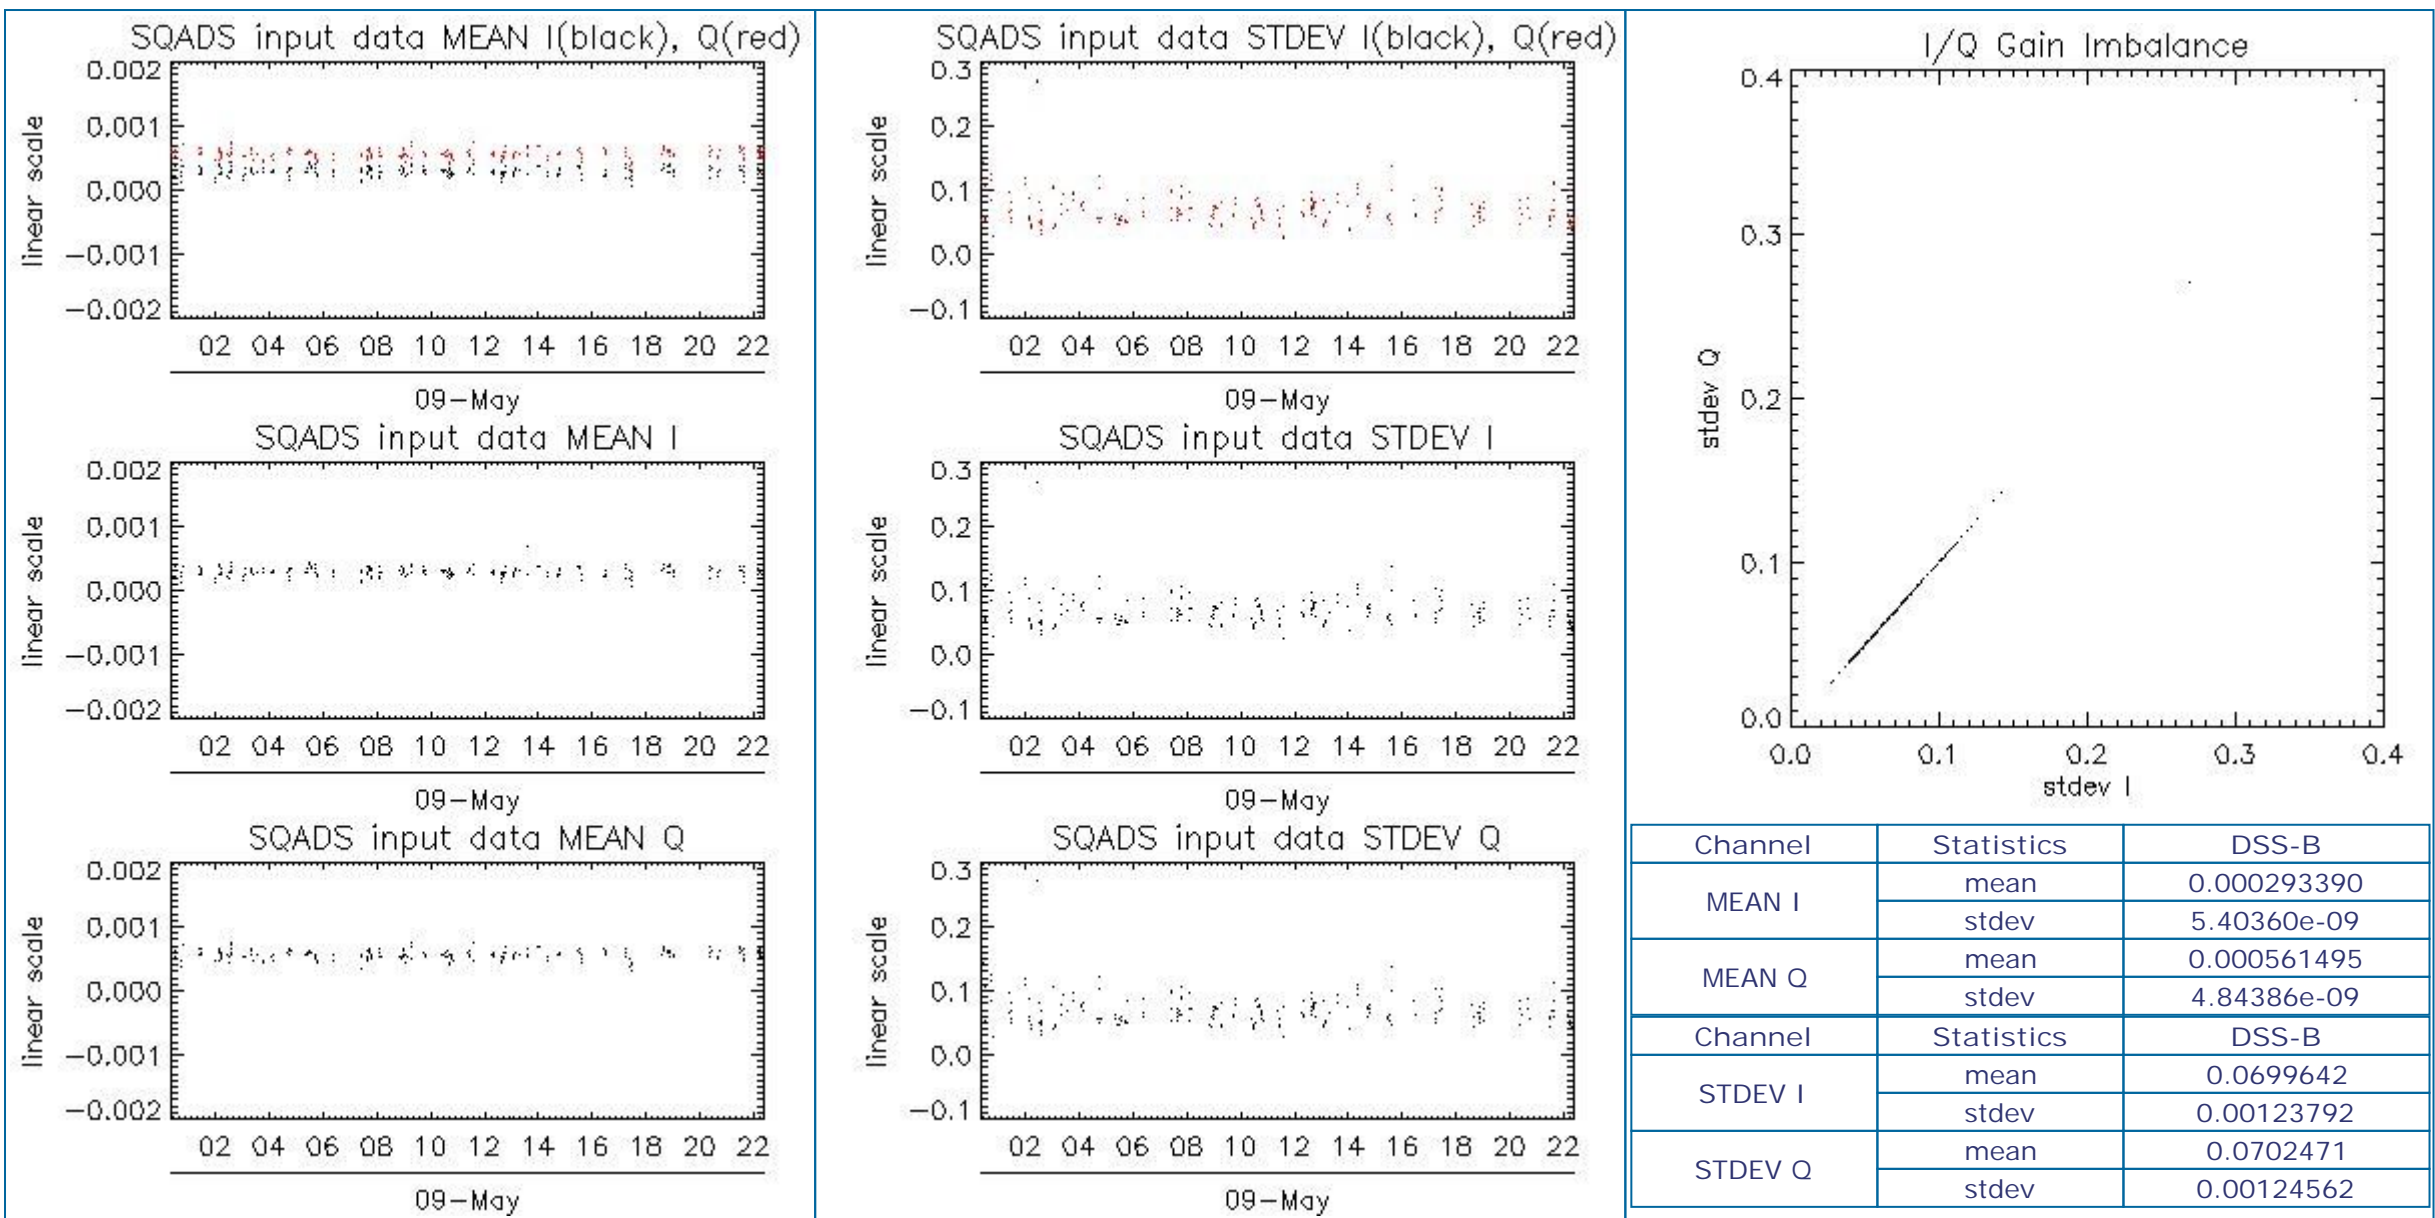 SQADS input data MEAN I(black), Q(red)
linear scale
0.002
0.001
0.000
−0.001
−0.002
02 04 06 08 10 12 14 16 18 20 22
09−May
SQADS input data MEAN I
linear scale
0.002
0.001
0.000
−0.001
−0.002
02 04 06 08 10 12 14 16 18 20 22
09−May
SQADS input data MEAN Q
linear scale
0.002
0.001
0.000
−0.001
−0.002
02 04 06 08 10 12 14 16 18 20 22
09−May
SQADS input data STDEV I(black), Q(red)
linear scale
0.3
0.2
0.1
0.0
−0.1
02 04 06 08 10 12 14 16 18 20 22
09−May
SQADS input data STDEV I
linear scale
0.3
0.2
0.1
0.0
−0.1
02 04 06 08 10 12 14 16 18 20 22
09−May
SQADS input data STDEV Q
linear scale
0.3
0.2
0.1
0.0
−0.1
02 04 06 08 10 12 14 16 18 20 22
09−May
I/Q Gain Imbalance
stdev Q
0.4
0.3
0.2
0.1
0.0
0.0 0.1 0.2 0.3 0.4
stdev I
Channel Statistics DSS-B
MEAN I mean 0.000293390
stdev 5.40360e-09
MEAN Q mean 0.000561495
stdev 4.84386e-09
Channel Statistics DSS-B
STDEV I mean 0.0699642
stdev 0.00123792
STDEV Q mean 0.0702471
stdev 0.00124562